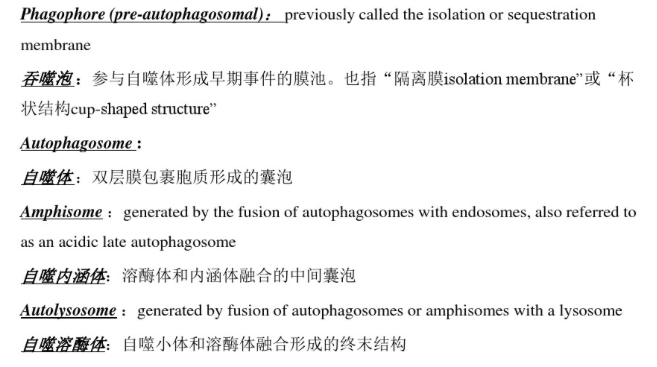 Phagophore (pre-autophagosomal)： previously called the isolation or sequestration
membrane
吞噬泡：参与自噬体形成早期事件的膜池。也指“隔离膜isolation membrane”或“杯
状结构cup-shaped structure”
Autophagosome :
自噬体：双层膜包裹胞质形成的囊泡
Amphisome ：generated by the fusion of autophagosomes with endosomes, also referred to
as an acidic late autophagosome
自噬内涵体：溶酶体和内涵体融合的中间囊泡
Autolysosome ：generated by fusion of autophagosomes or amphisomes with a lysosome
自噬溶酶体：自噬小体和溶酶体融合形成的终末结构